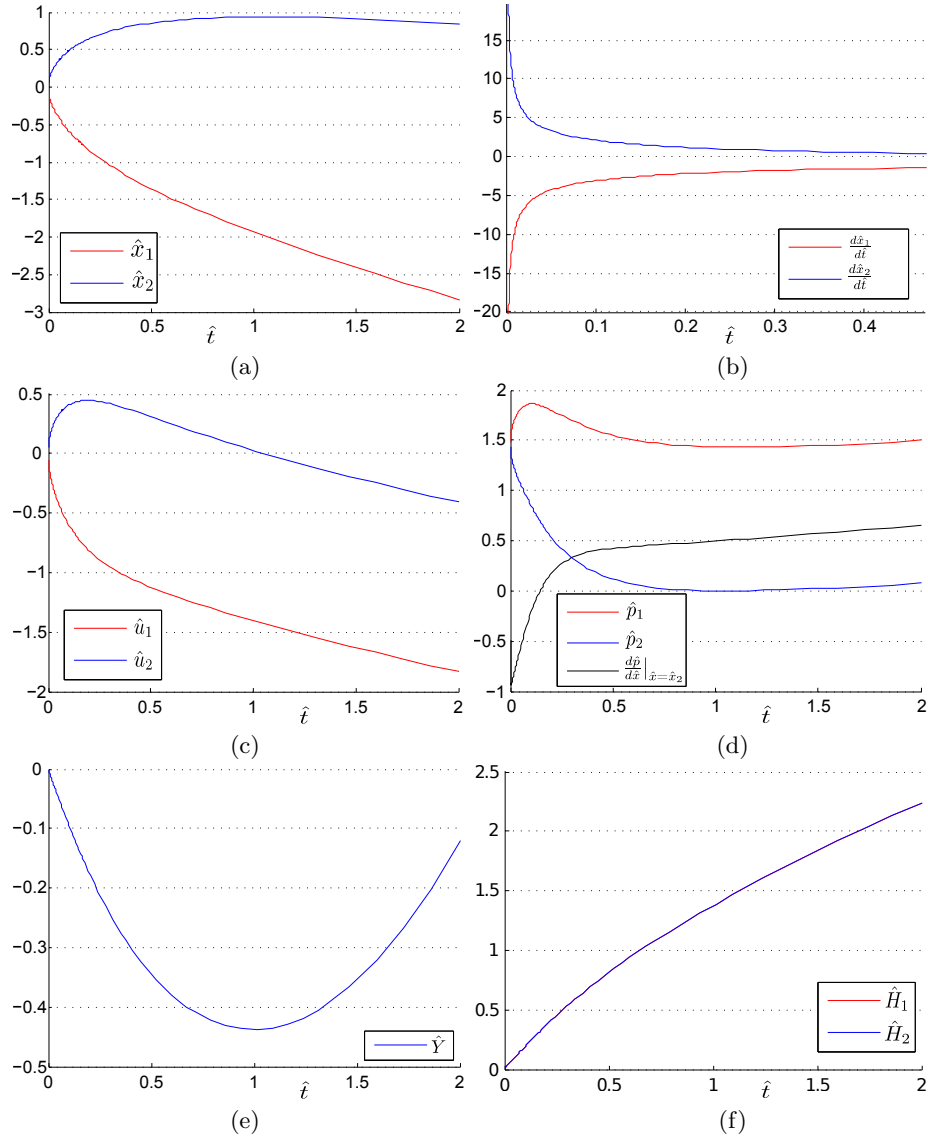 1
0.5
0
−0.5
−1
−1.5
−2
−2.5
−3
0 0.5 1 1.5 2
x̂₁
x̂₂
t̂
(a)
15
10
5
0
−5
−10
−15
−20
0 0.1 0.2 0.3 0.4
dx̂₁/dt̂
dx̂₂/dt̂
t̂
(b)
0.5
0
−0.5
−1
−1.5
−2
0 0.5 1 1.5 2
û₁
û₂
t̂
(c)
2
1.5
1
0.5
0
−0.5
−1
0 0.5 1 1.5 2
p̂₁
p̂₂
dp̂/dx̂|x̂=x̂₂
t̂
(d)
0
−0.1
−0.2
−0.3
−0.4
−0.5
0 0.5 1 1.5 2
Ŷ
t̂
(e)
2.5
2
1.5
1
0.5
0
0 0.5 1 1.5 2
Ĥ₁
Ĥ₂
t̂
(f)